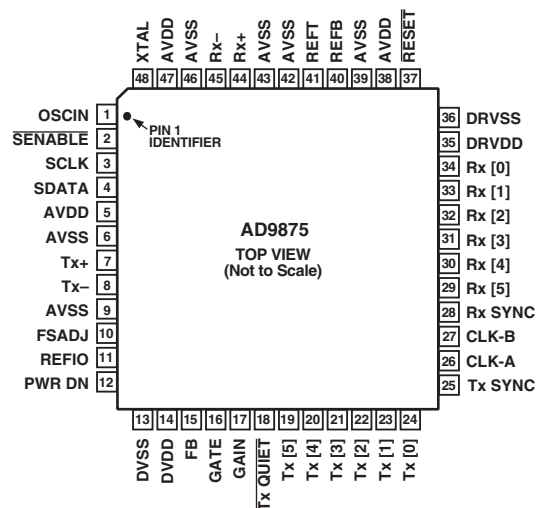 XTAL
AVDD
AVSS
Rx–
Rx+
AVSS
AVSS
REFT
REFB
AVSS
AVDD
RESET
48 47 46 45 44 43 42 41 40 39 38 37
OSCIN 1
SENABLE 2
SCLK 3
SDATA 4
AVDD 5
AVSS 6
Tx+ 7
Tx– 8
AVSS 9
FSADJ 10
REFIO 11
PWR DN 12
PIN 1
IDENTIFIER
AD9875
TOP VIEW
(Not to Scale)
36 DRVSS
35 DRVDD
34 Rx [0]
33 Rx [1]
32 Rx [2]
31 Rx [3]
30 Rx [4]
29 Rx [5]
28 Rx SYNC
27 CLK-B
26 CLK-A
25 Tx SYNC
13 14 15 16 17 18 19 20 21 22 23 24
DVSS
DVDD
FB
GATE
GAIN
Tx QUIET
Tx [5]
Tx [4]
Tx [3]
Tx [2]
Tx [1]
Tx [0]